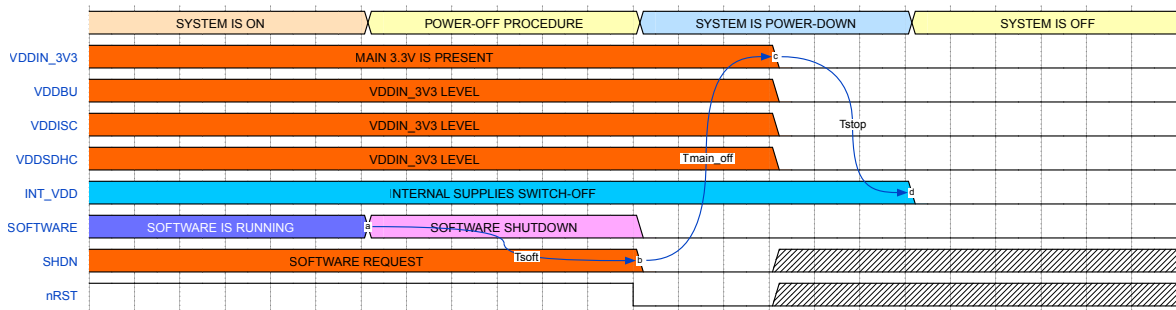 SYSTEM IS ON POWER-OFF PROCEDURE SYSTEM IS POWER-DOWN SYSTEM IS OFF
VDDIN_3V3 MAIN 3.3V IS PRESENT c
VDDBU VDDIN_3V3 LEVEL
VDDISC VDDIN_3V3 LEVEL Tstop
VDDSDHC VDDIN_3V3 LEVEL Tmain_off
INT_VDD INTERNAL SUPPLIES SWITCH-OFF d
SOFTWARE SOFTWARE IS RUNNING a SOFTWARE SHUTDOWN
SHDN SOFTWARE REQUEST Tsoft b
nRST